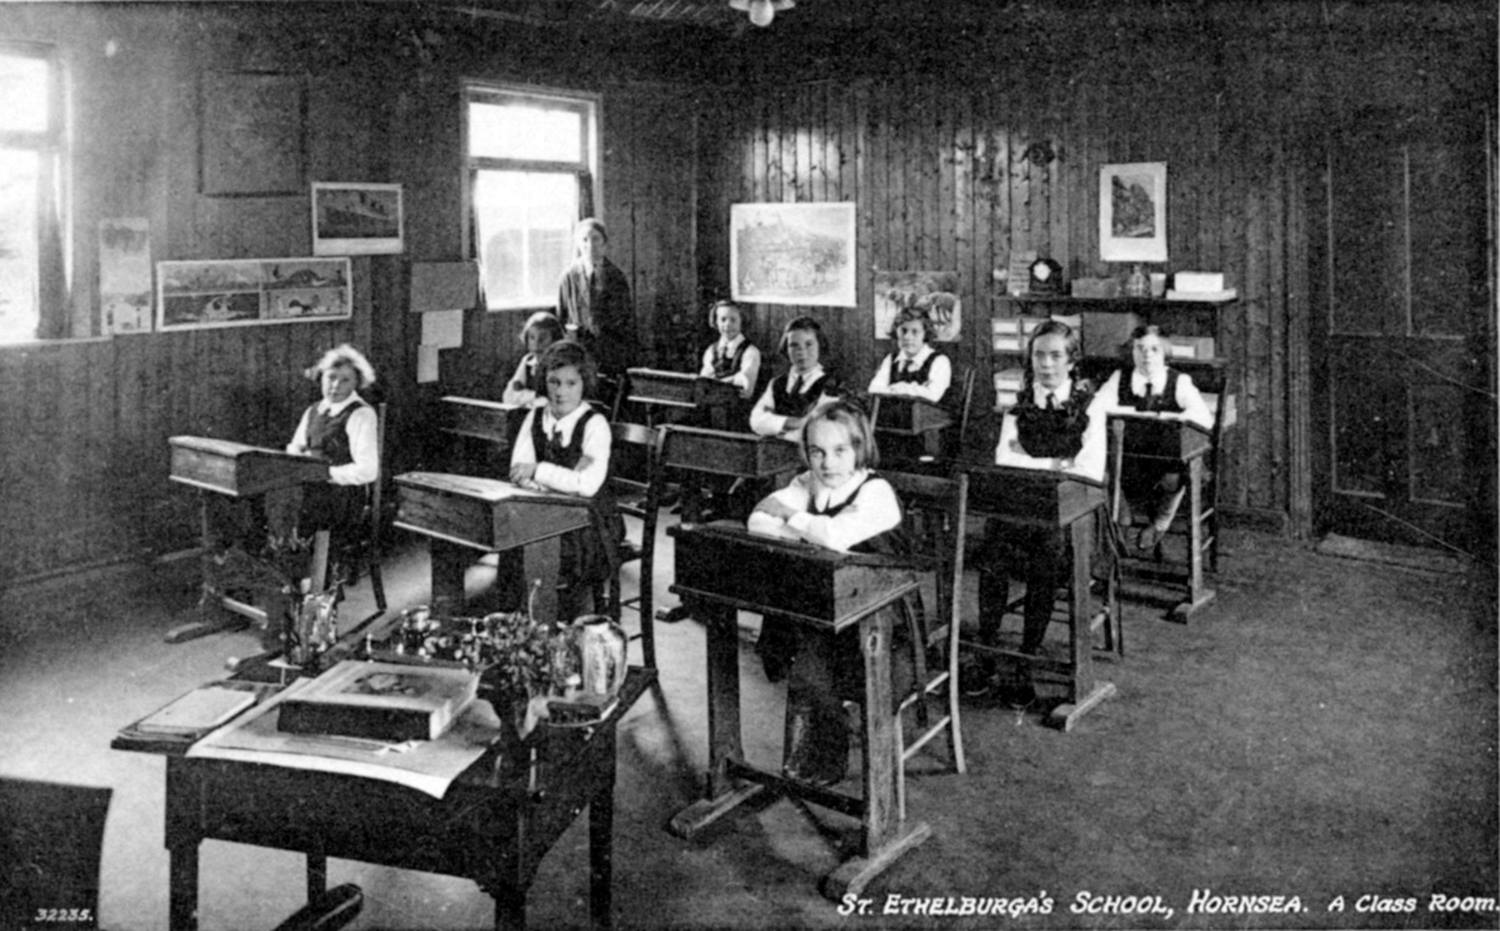 32235.
ST. ETHELBURGA'S SCHOOL, HORNSEA. A CLASS ROOM.